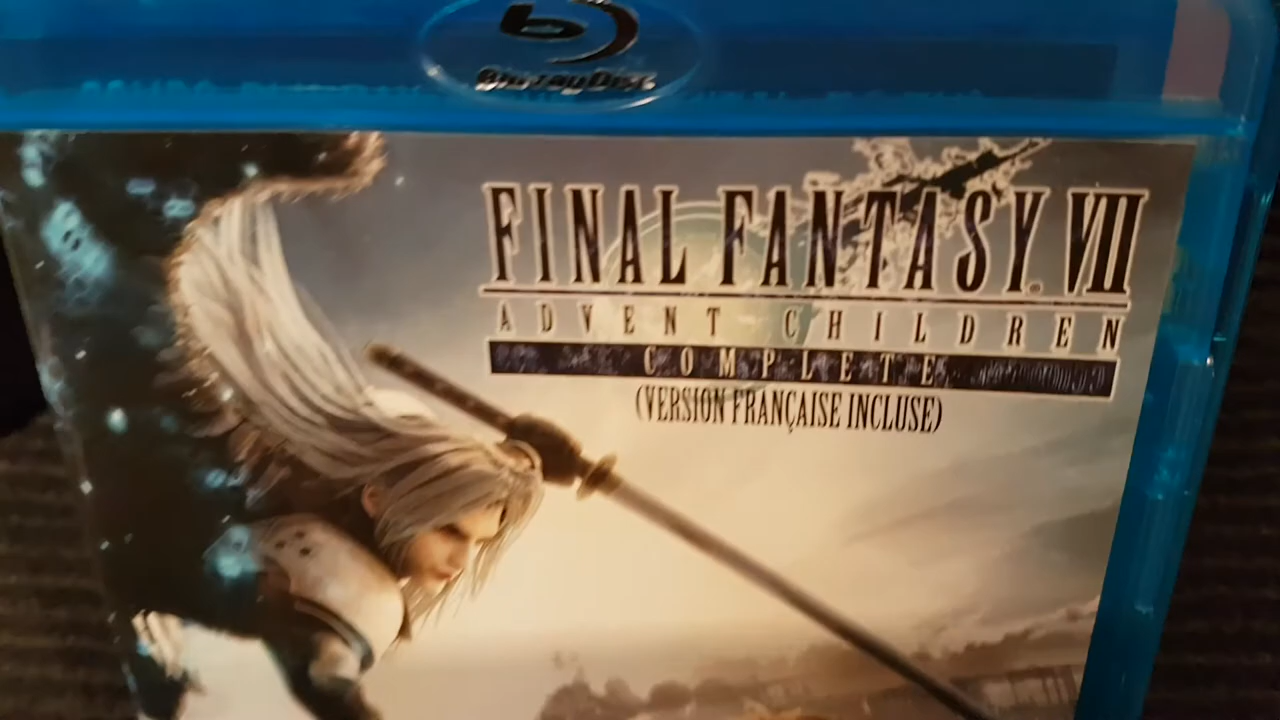 Blu-ray Disc
FINAL FANTASY® VII
ADVENT CHILDREN
COMPLETE
(VERSION FRANÇAISE INCLUSE)